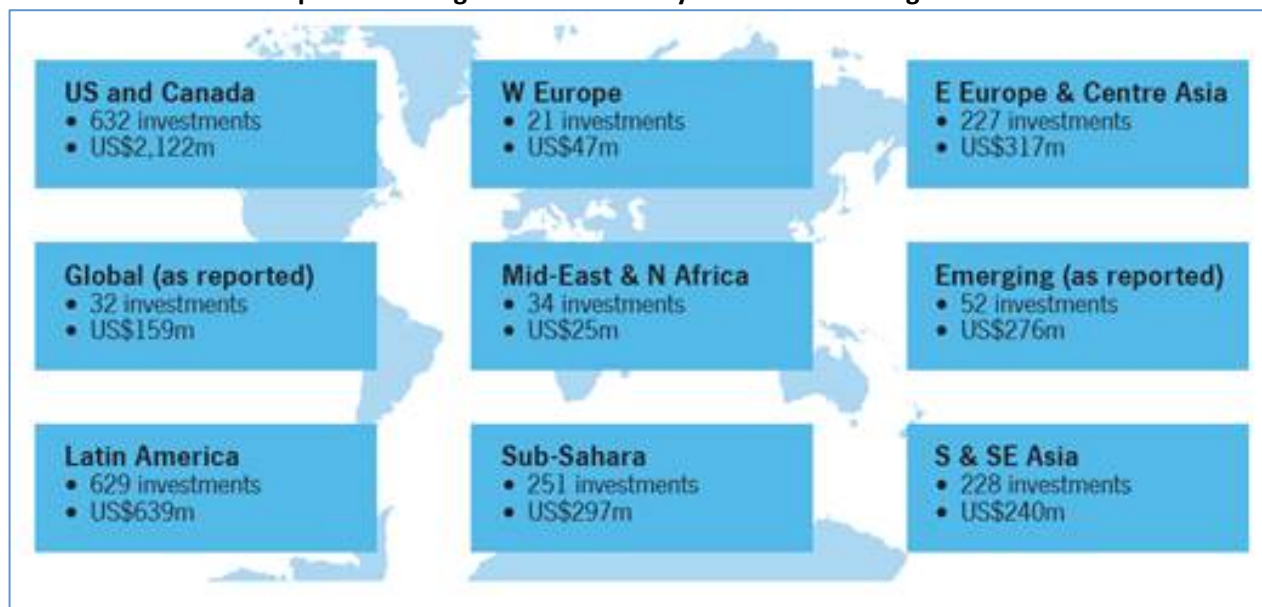 US and Canada
• 632 investments
• US$2,122m
W Europe
• 21 investments
• US$47m
E Europe & Centre Asia
• 227 investments
• US$317m
Global (as reported)
• 32 investments
• US$159m
Mid-East & N Africa
• 34 investments
• US$25m
Emerging (as reported)
• 52 investments
• US$276m
Latin America
• 629 investments
• US$639m
Sub-Sahara
• 251 investments
• US$297m
S & SE Asia
• 228 investments
• US$240m